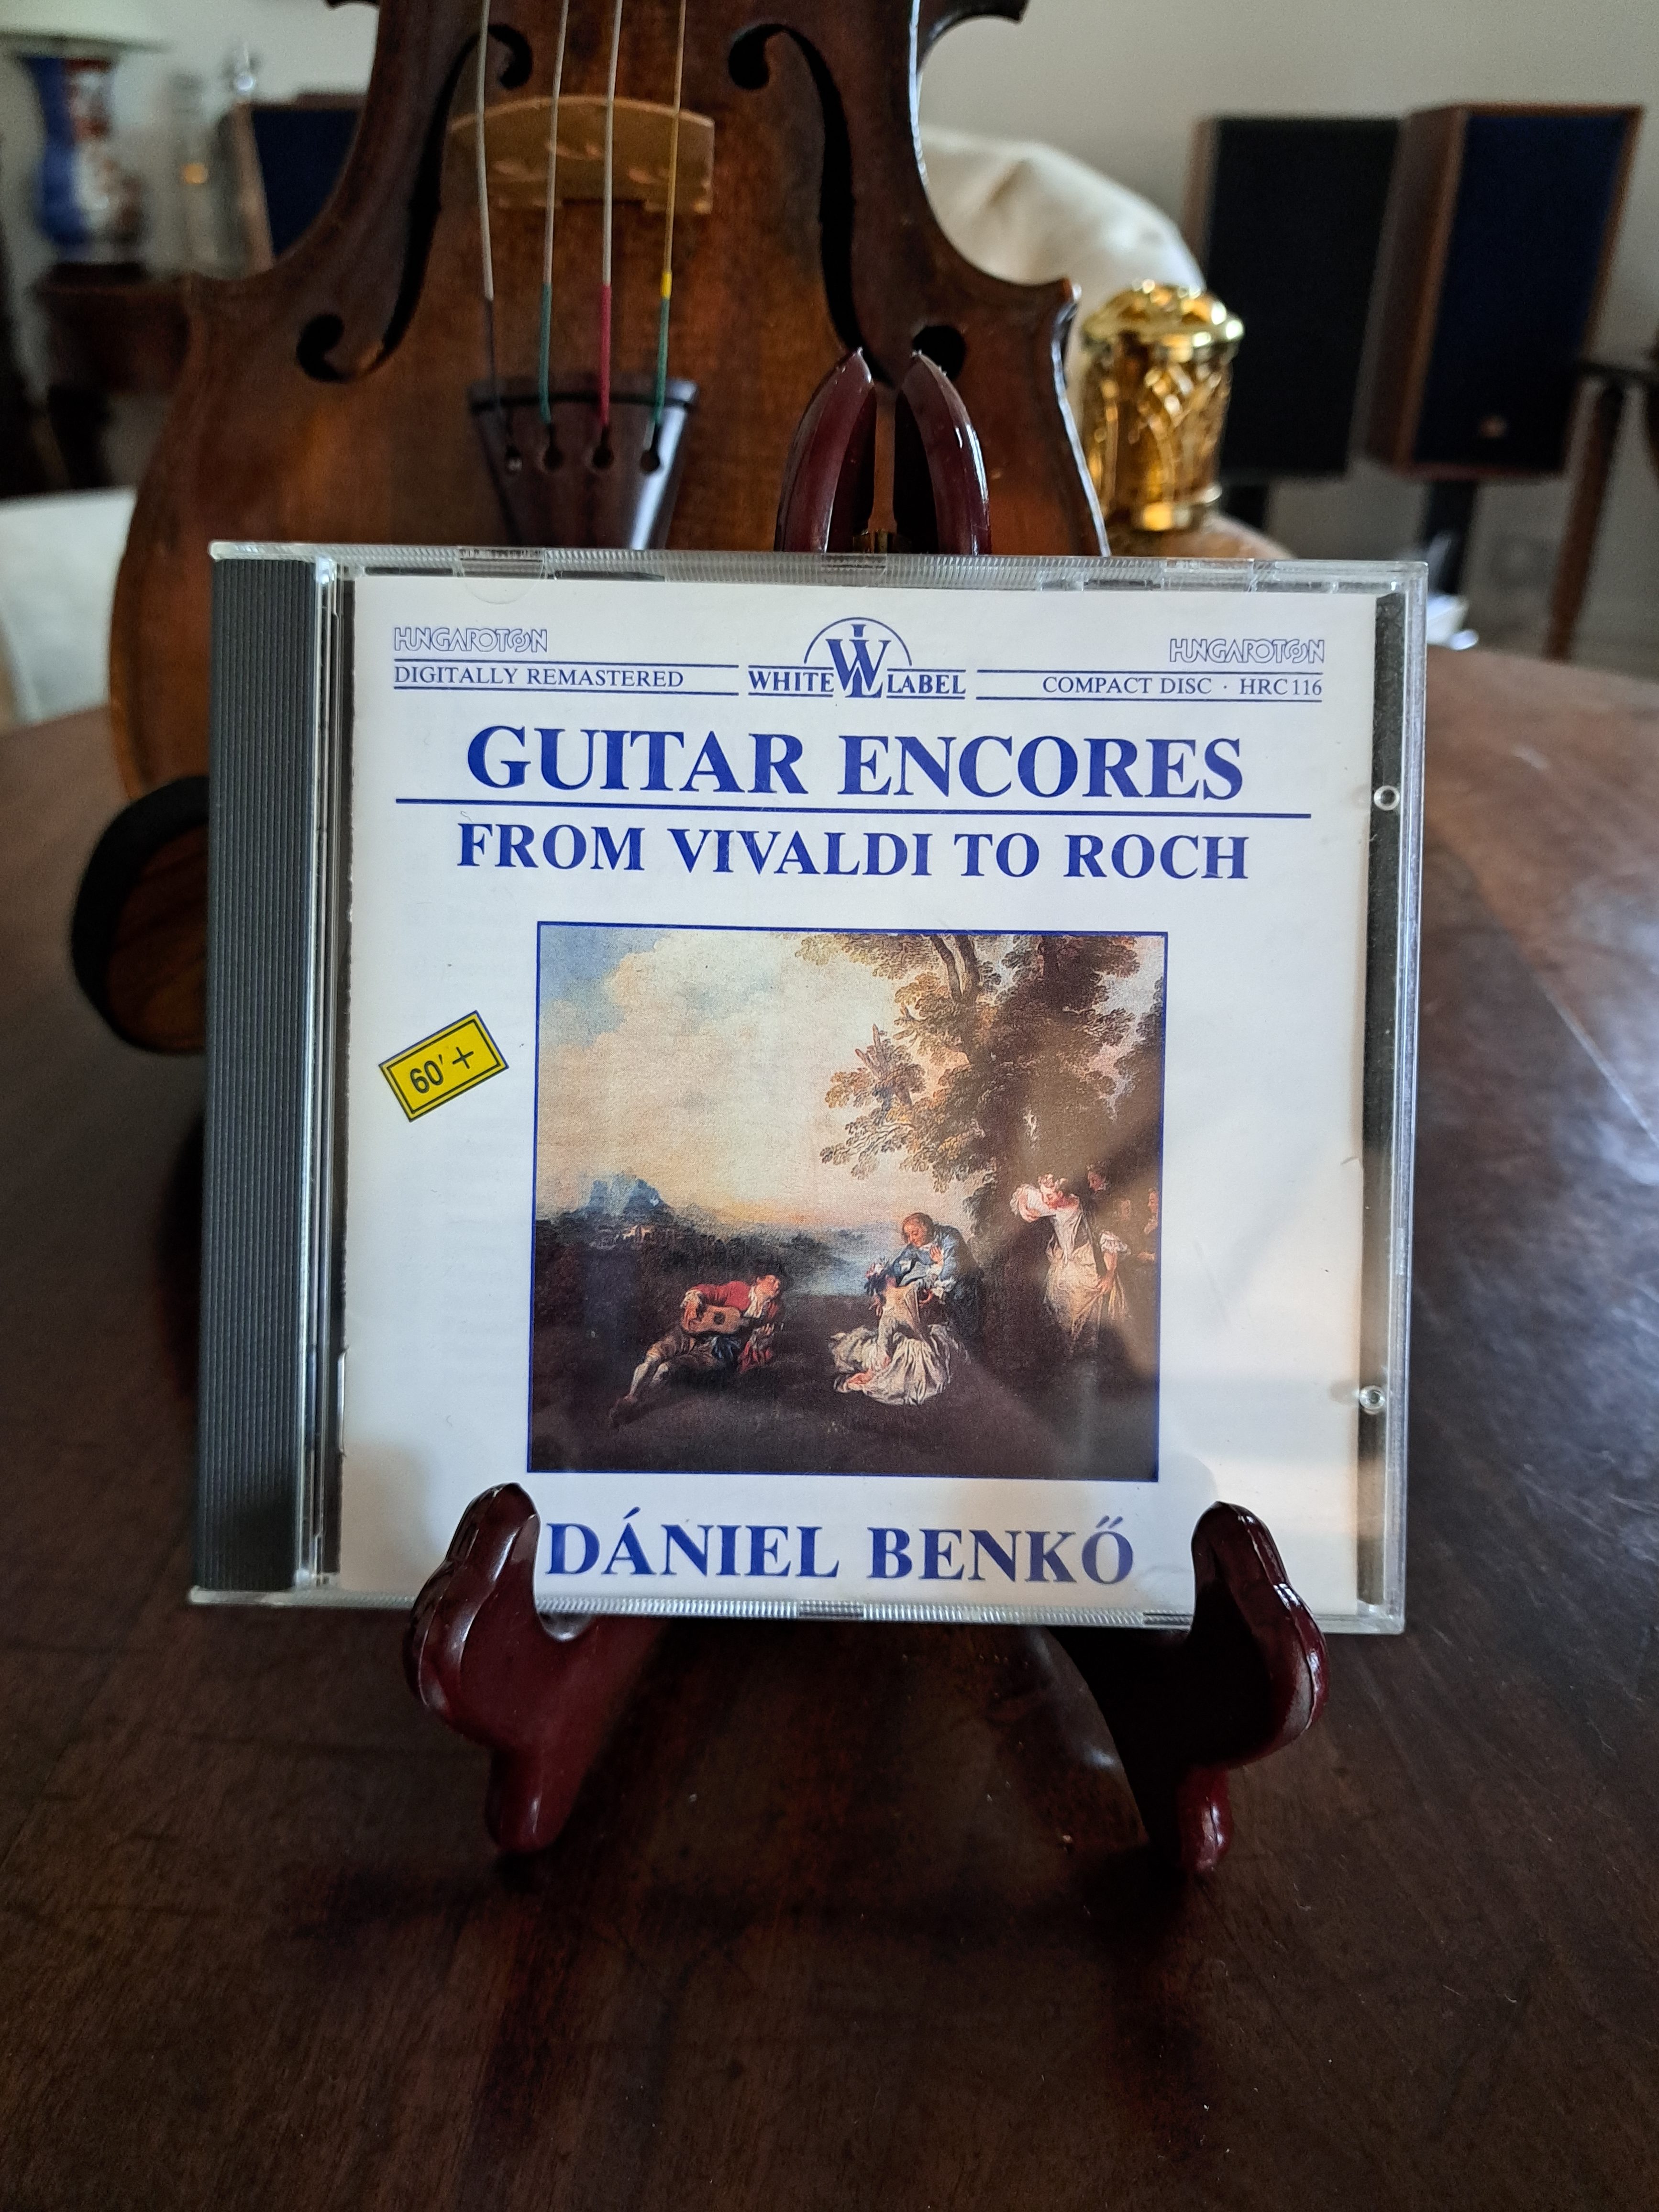 HUNGAROTON
HUNGAROTON
DIGITALLY REMASTERED
WL
WHITE LABEL
COMPACT DISC · HRC 116
GUITAR ENCORES
FROM VIVALDI TO ROCH
60' +
DÁNIEL BENKŐ